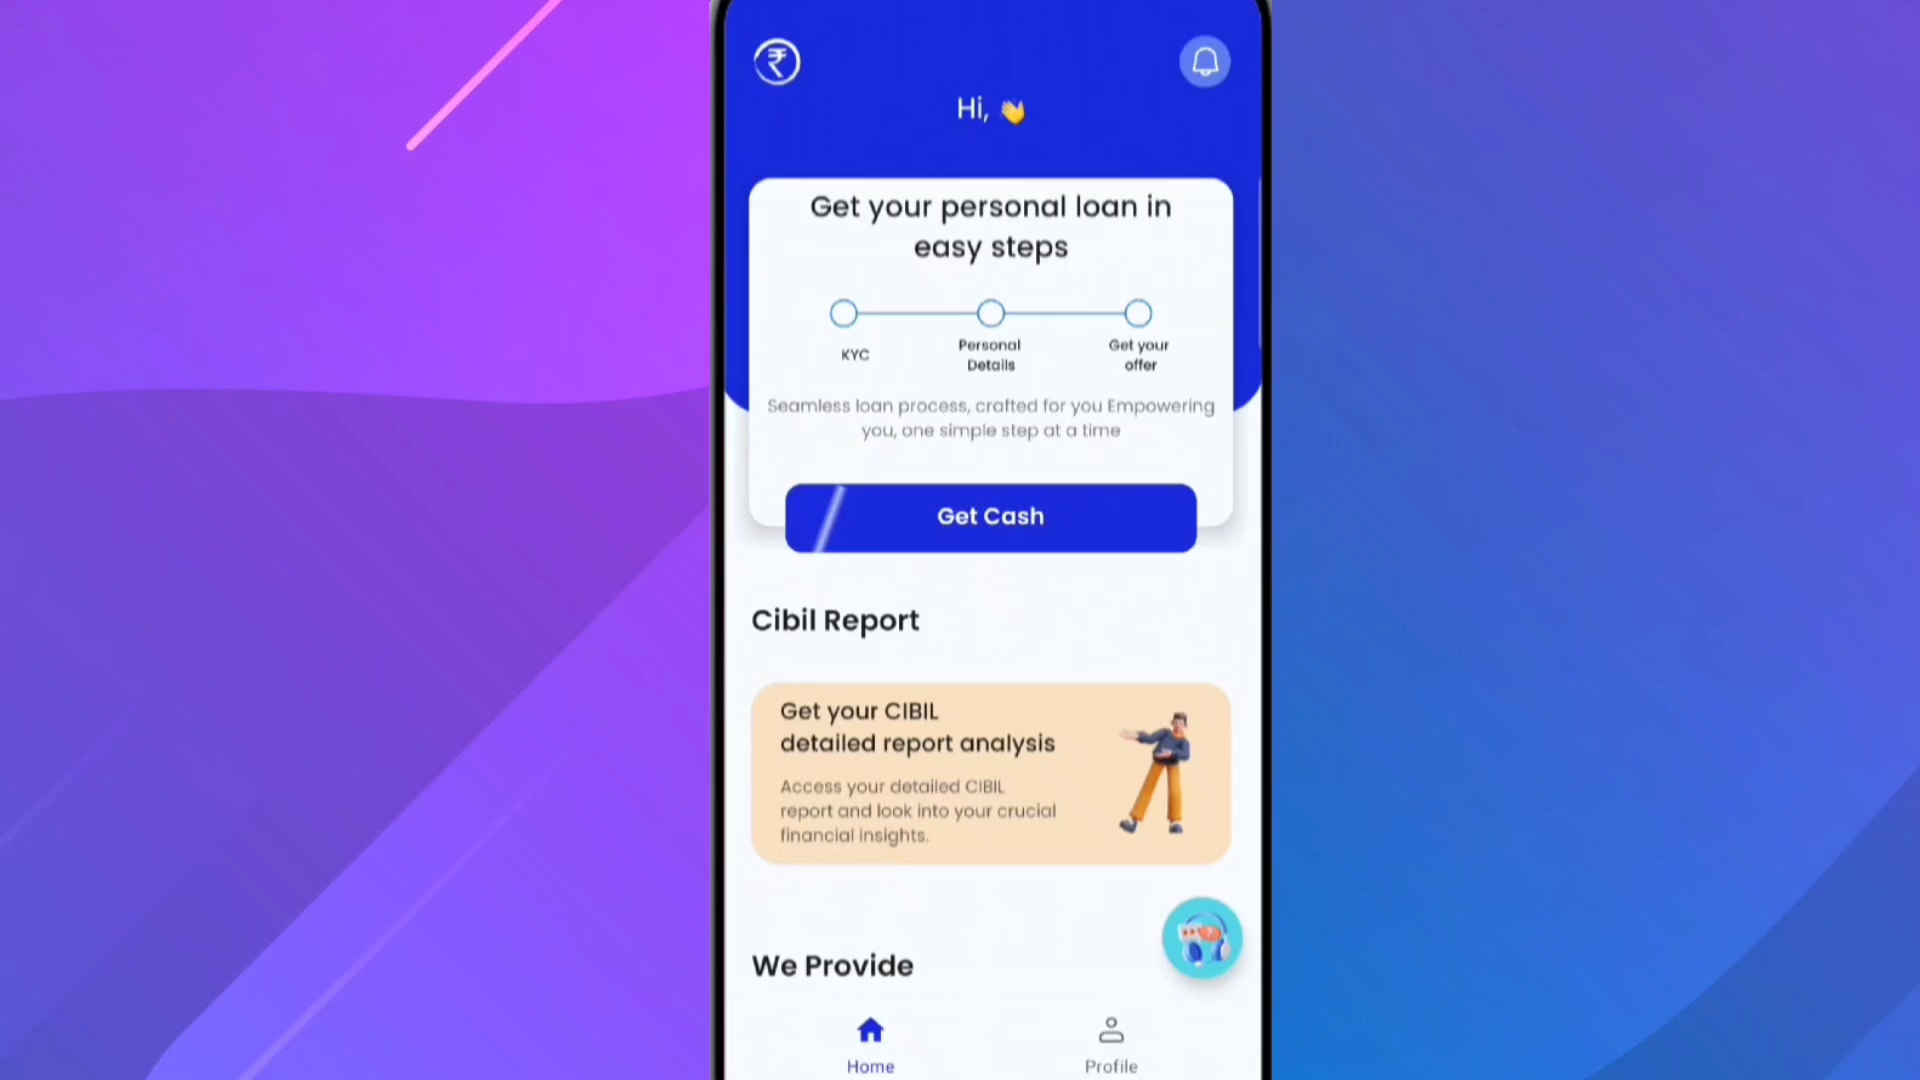 ₹
Hi, 👋
Get your personal loan in
easy steps
KYC
Personal
Details
Get your
offer
Seamless loan process, crafted for you Empowering
you, one simple step at a time
Get Cash
Cibil Report
Get your CIBIL
detailed report analysis
Access your detailed CIBIL
report and look into your crucial
financial insights.
We Provide
Home
Profile